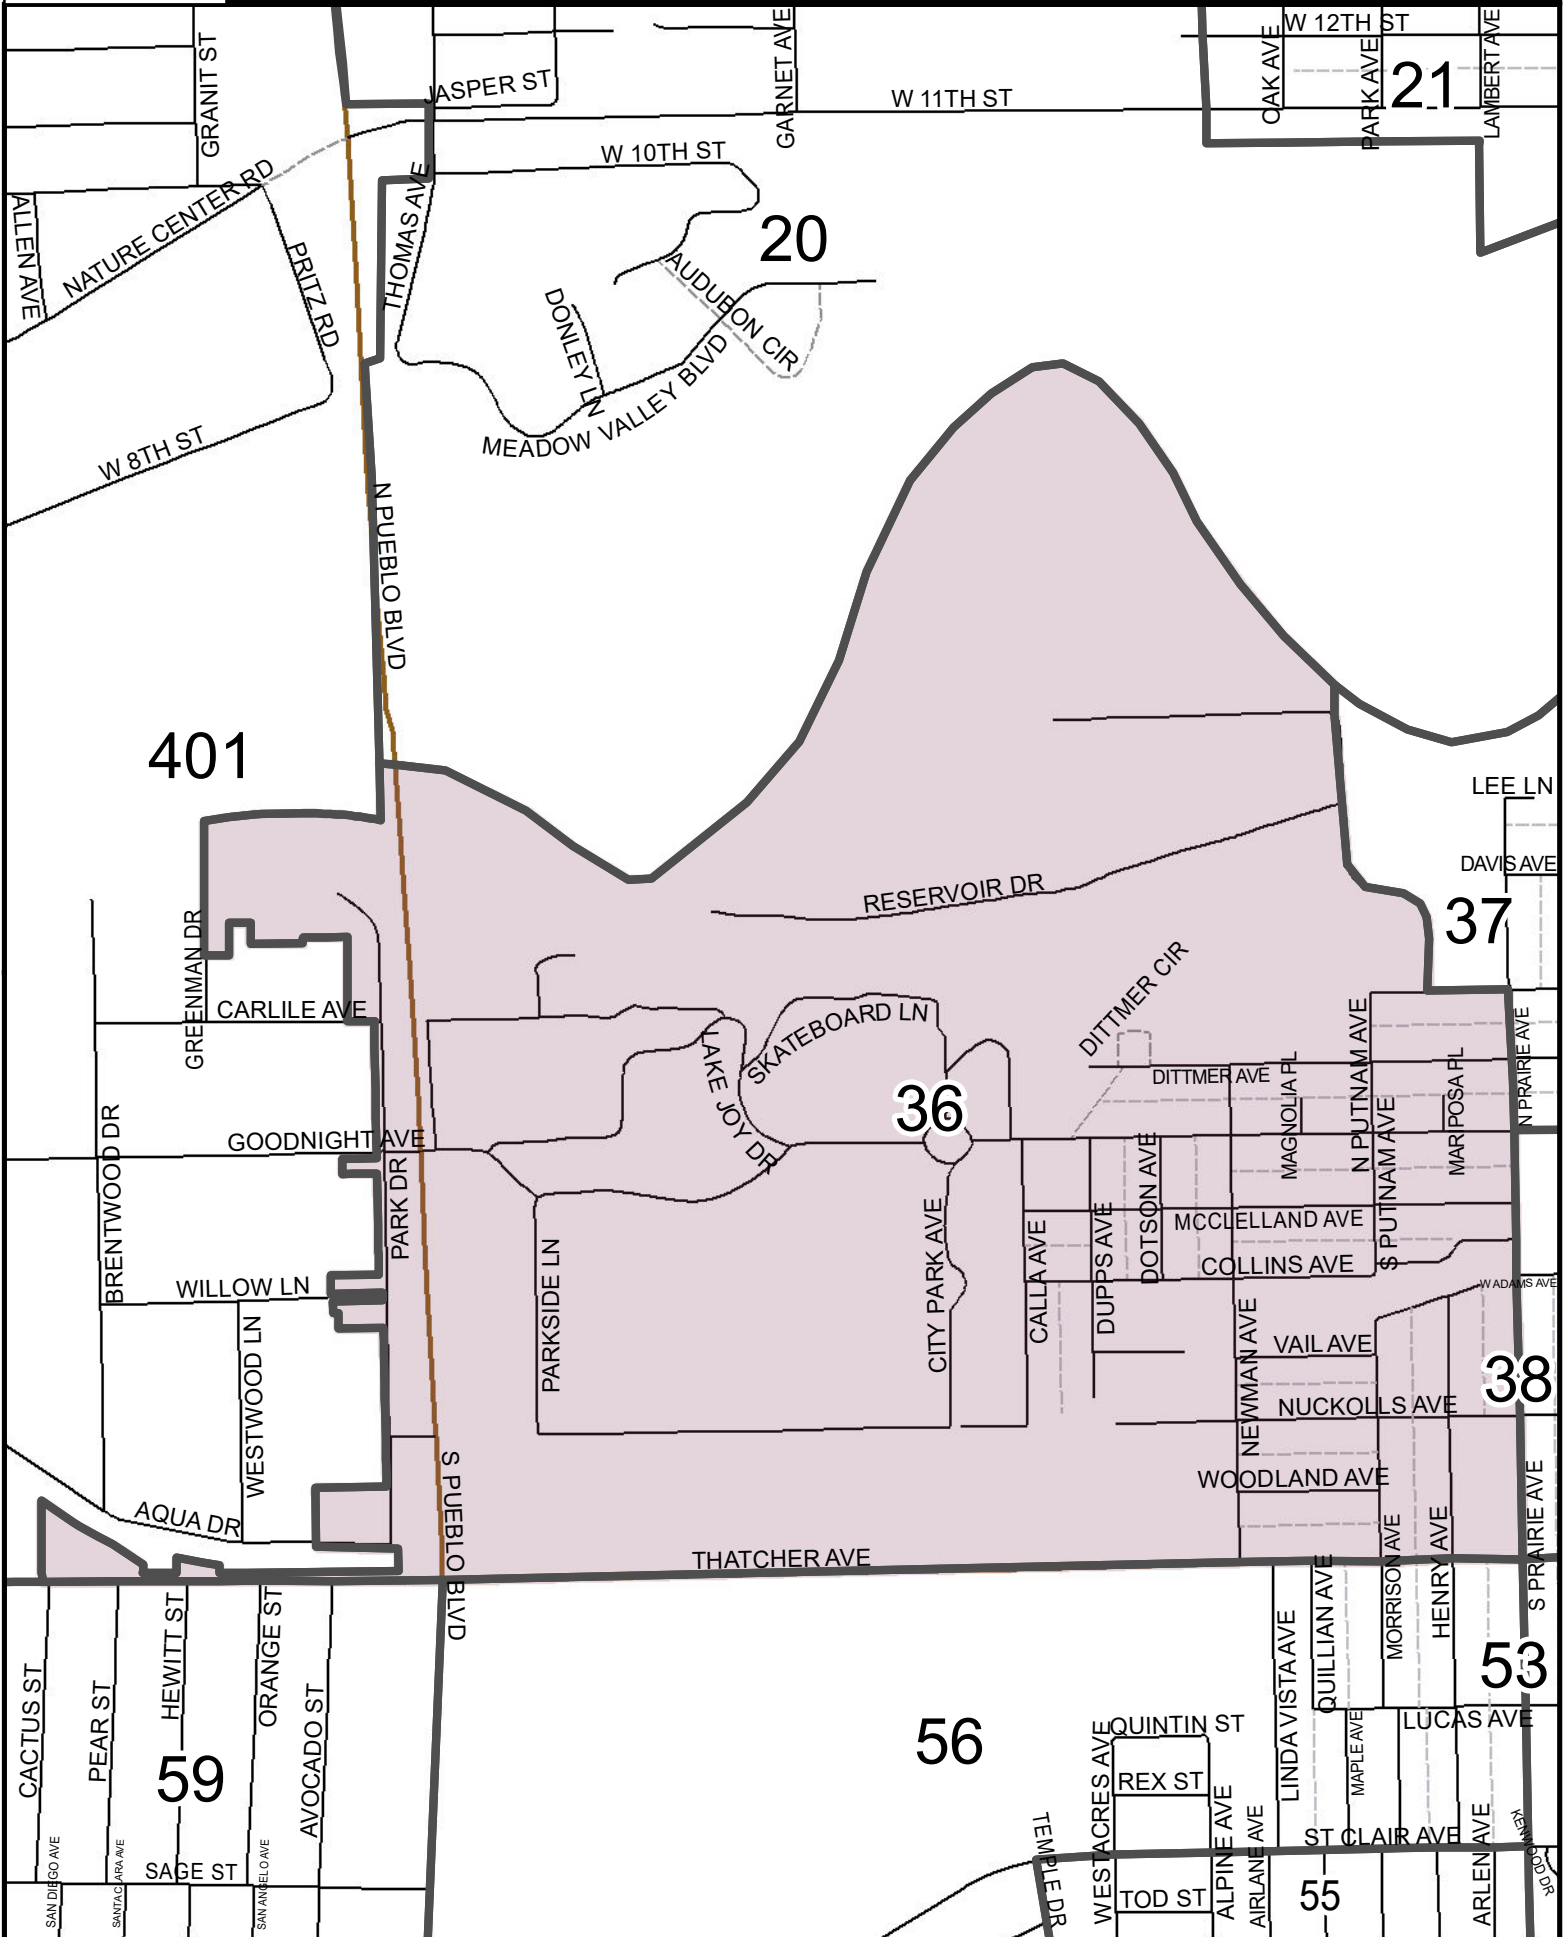 W 12TH ST
GRANIT ST
GARNET AVE
OAK AVE
PARK AVE
LAMBERT AVE
21
JASPER ST
W 11TH ST
W 10TH ST
NATURE CENTER RD
ALLEN AVE
THOMAS AVE
PRITZ RD
20
AUDUBON CIR
DONLEY LN
MEADOW VALLEY BLVD
W 8TH ST
N PUEBLO BLVD
401
LEE LN
DAVIS AVE
37
RESERVOIR DR
GREENMAN DR
CARLILE AVE
SKATEBOARD LN
LAKE JOY DR
DITTMER CIR
DITTMER AVE
MAGNOLIA PL
N PUTNAM AVE
MARIPOSA PL
N PRAIRIE AVE
36
BRENTWOOD DR
GOODNIGHT AVE
PARK DR
DOTSON AVE
S PUTNAM AVE
MCCLELLAND AVE
COLLINS AVE
PARKSIDE LN
CITY PARK AVE
CALLA AVE
DUPPS AVE
WILLOW LN
W ADAMS AVE
WESTWOOD LN
NEWMAN AVE
VAIL AVE
38
NUCKOLLS AVE
WOODLAND AVE
AQUA DR
S PUEBLO BLVD
THATCHER AVE
MORRISON AVE
HENRY AVE
S PRAIRIE AVE
CACTUS ST
PEAR ST
HEWITT ST
ORANGE ST
AVOCADO ST
LINDA VISTA AVE
QUILLIAN AVE
53
59
56
WESTACRES AVE
QUINTIN ST
LUCAS AVE
MAPLE AVE
REX ST
ALPINE AVE
AIRLANE AVE
ST CLAIR AVE
ARLEN AVE
KENWOOD DR
TEMPLE DR
SAN DIEGO AVE
SANTA CLARA AVE
SAGE ST
SAN ANGELO AVE
TOD ST
55